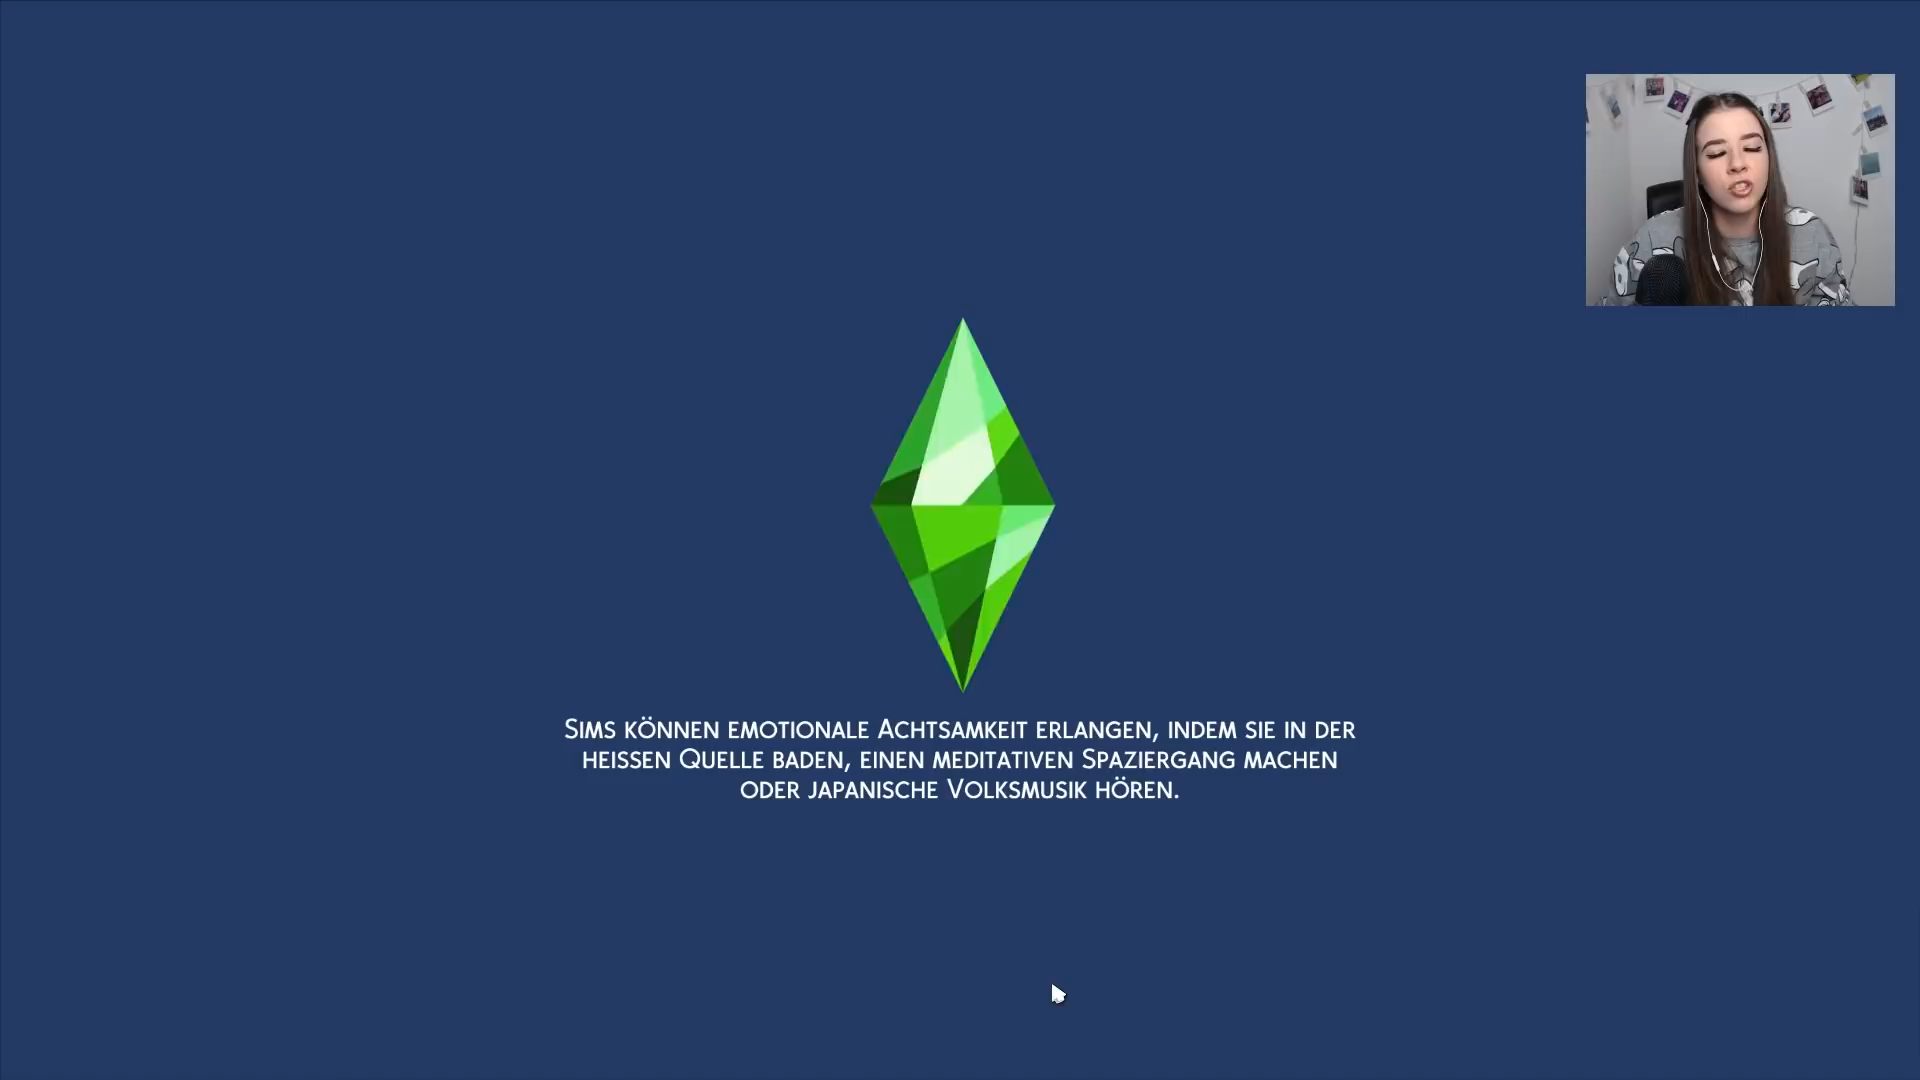 Sims können emotionale Achtsamkeit erlangen, indem sie in der
heissen Quelle baden, einen meditativen Spaziergang machen
oder japanische Volksmusik hören.